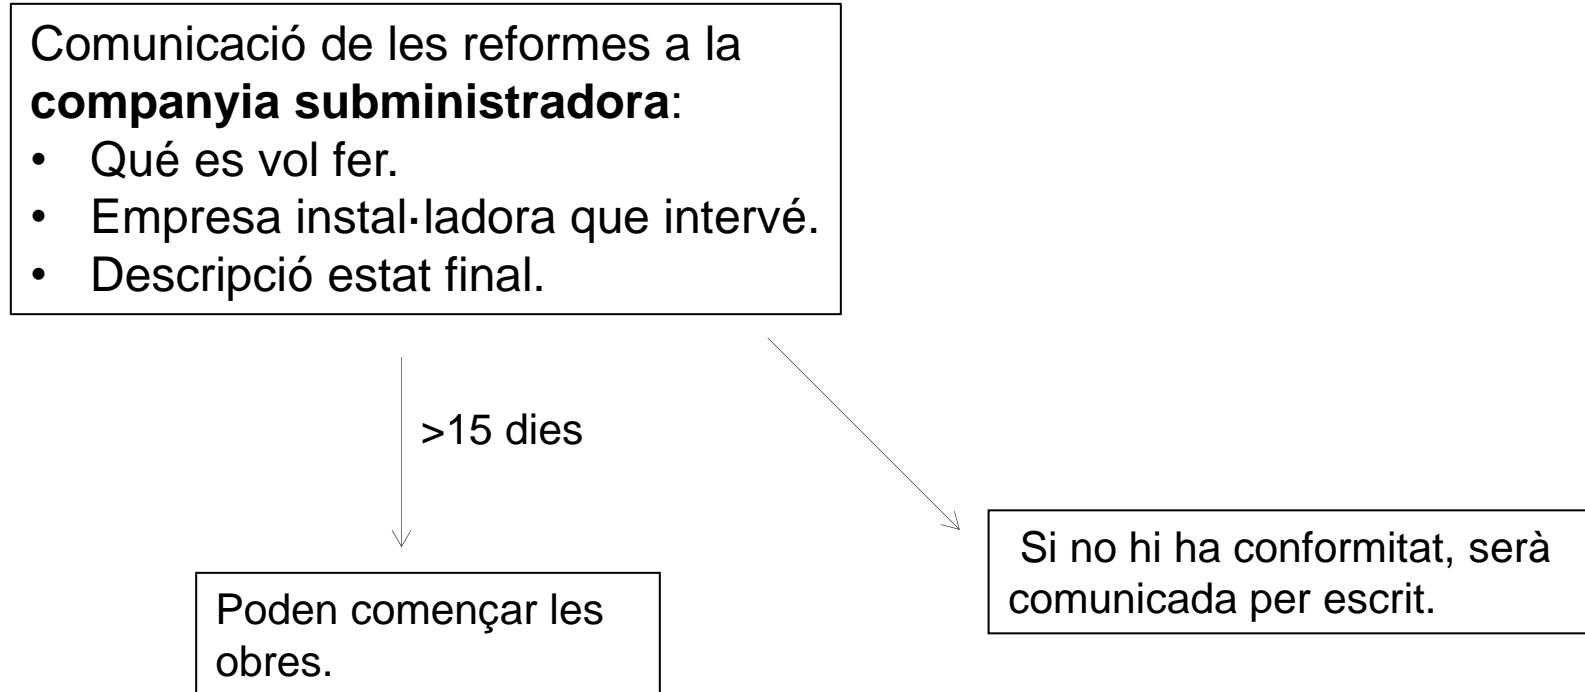 Comunicació de les reformes a la
companyia subministradora:
• Qué es vol fer.
• Empresa instal·ladora que intervé.
• Descripció estat final.
>15 dies
Si no hi ha conformitat, serà
comunicada per escrit.
Poden començar les
obres.